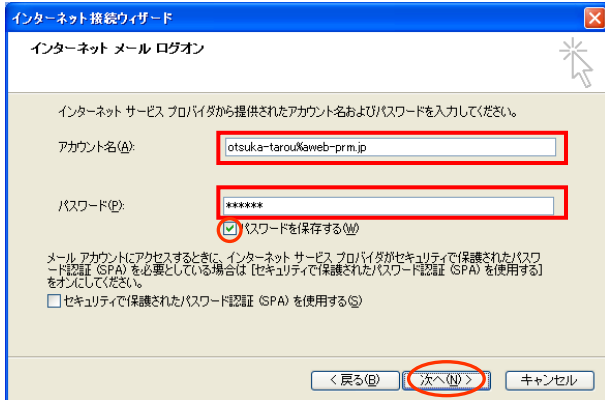 インターネット接続ウィザード
インターネット メール ログオン
インターネット サービス プロバイダから提供されたアカウント名およびパスワードを入力してください。
アカウント名(A):
otsuka-tarou%aweb-prm.jp
パスワード(P):
******
パスワードを保存する(W)
メール アカウントにアクセスするときに、インターネット サービス プロバイダがセキュリティで保護されたパスワ
ード認証 (SPA) を必要としている場合は [セキュリティで保護されたパスワード認証 (SPA) を使用する]
をオンにしてください。
セキュリティで保護されたパスワード認証 (SPA) を使用する(S)
< 戻る(B)
次へ(N) >
キャンセル